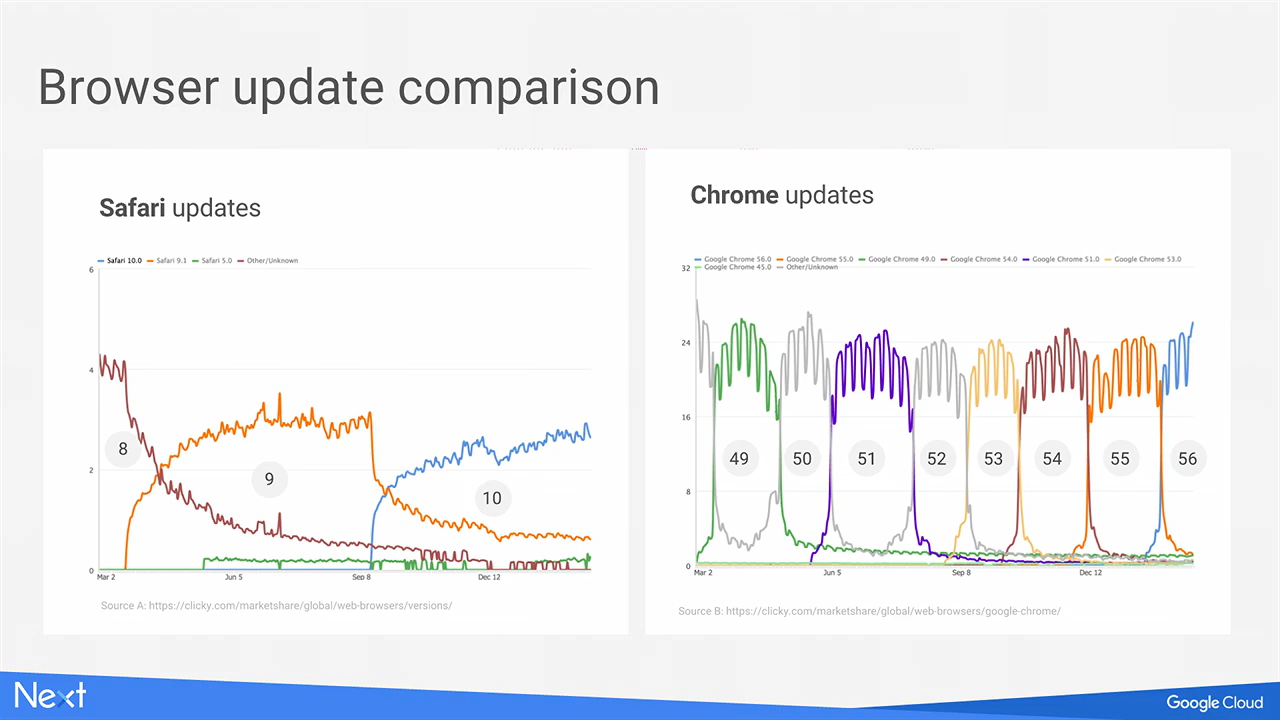 Browser update comparison
Safari updates
Safari 10.0 Safari 9.1 Safari 5.0 Other/Unknown
6
4
2
0
8
9
10
Mar 2 Jun 5 Sep 8 Dec 12
Source A: https://clicky.com/marketshare/global/web-browsers/versions/
Chrome updates
Google Chrome 56.0 Google Chrome 55.0 Google Chrome 49.0 Google Chrome 54.0 Google Chrome 51.0 Google Chrome 53.0
Google Chrome 45.0 Other/Unknown
32
24
16
8
0
49 50 51 52 53 54 55 56
Mar 2 Jun 5 Sep 8 Dec 12
Source B: https://clicky.com/marketshare/global/web-browsers/google-chrome/
Next
Google Cloud